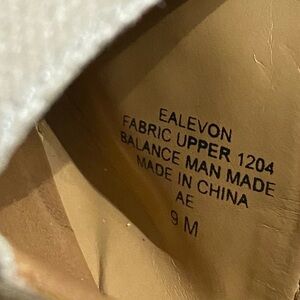 EALEVON
FABRIC UPPER 1204
BALANCE MAN MADE
MADE IN CHINA
AE
9 M